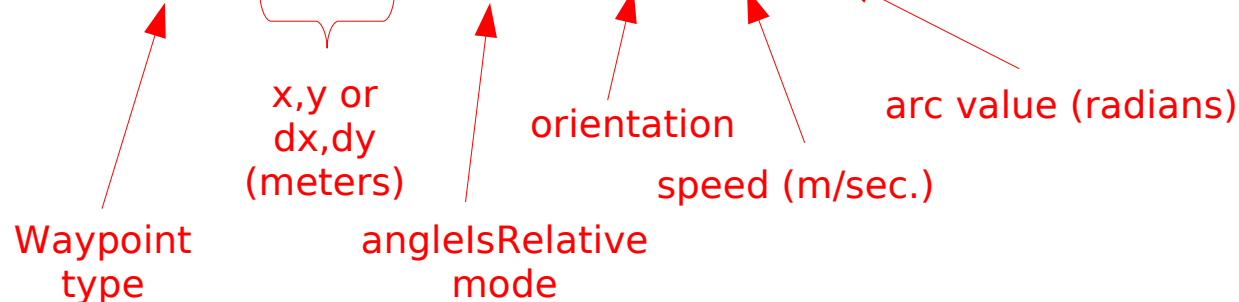 x,y or
dx,dy
(meters)
orientation
arc value (radians)
speed (m/sec.)
Waypoint
type
angleIsRelative
mode